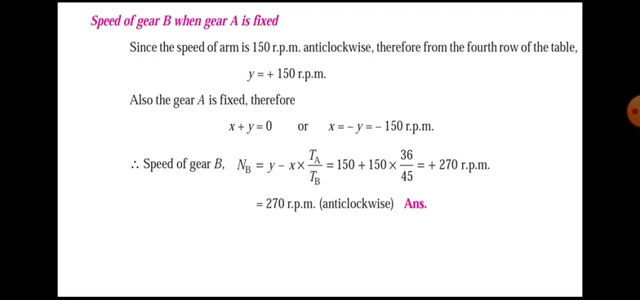 Speed of gear B when gear A is fixed
Since the speed of arm is 150 r.p.m. anticlockwise, therefore from the fourth row of the table,
y = + 150 r.p.m.
Also the gear A is fixed, therefore
x + y = 0 or x = – y = – 150 r.p.m.
∴ Speed of gear B, N_B = y – x × T_A/T_B = 150 + 150 × 36/45 = + 270 r.p.m.
= 270 r.p.m. (anticlockwise) Ans.